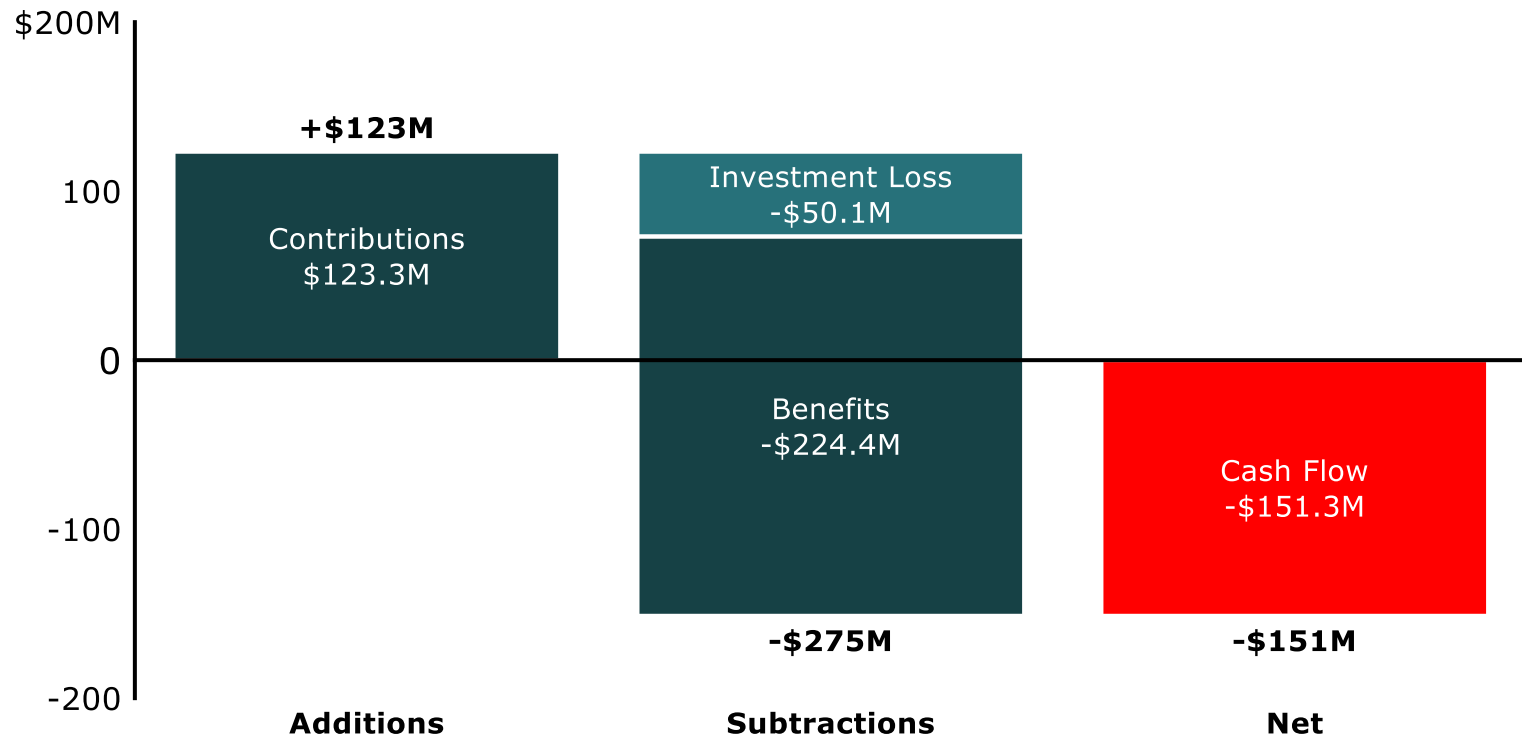 $200M
100
0
-100
-200
+$123M
Contributions
$123.3M
Investment Loss
-$50.1M
Benefits
-$224.4M
-$275M
Cash Flow
-$151.3M
-$151M
Additions
Subtractions
Net